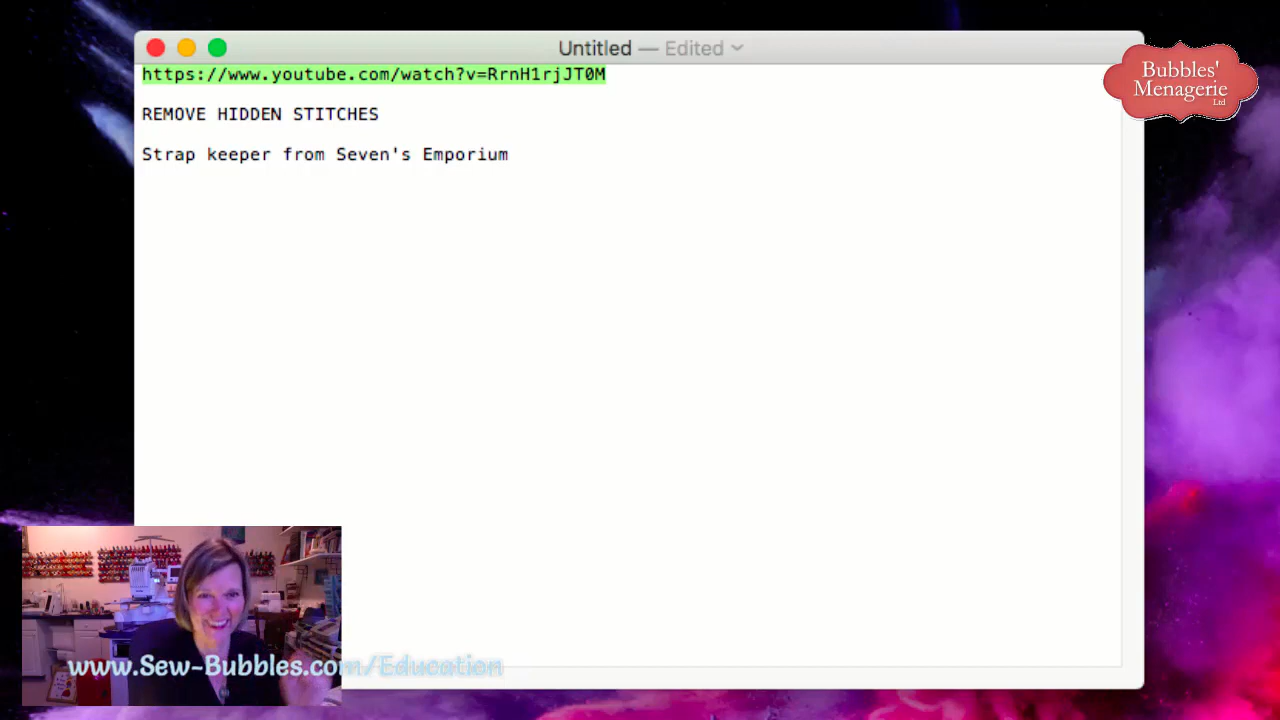 Untitled — Edited
https://www.youtube.com/watch?v=RrnH1rjJT0M
REMOVE HIDDEN STITCHES
Strap keeper from Seven's Emporium
Bubbles'
Menagerie
Ltd
www.Sew-Bubbles.com/Education